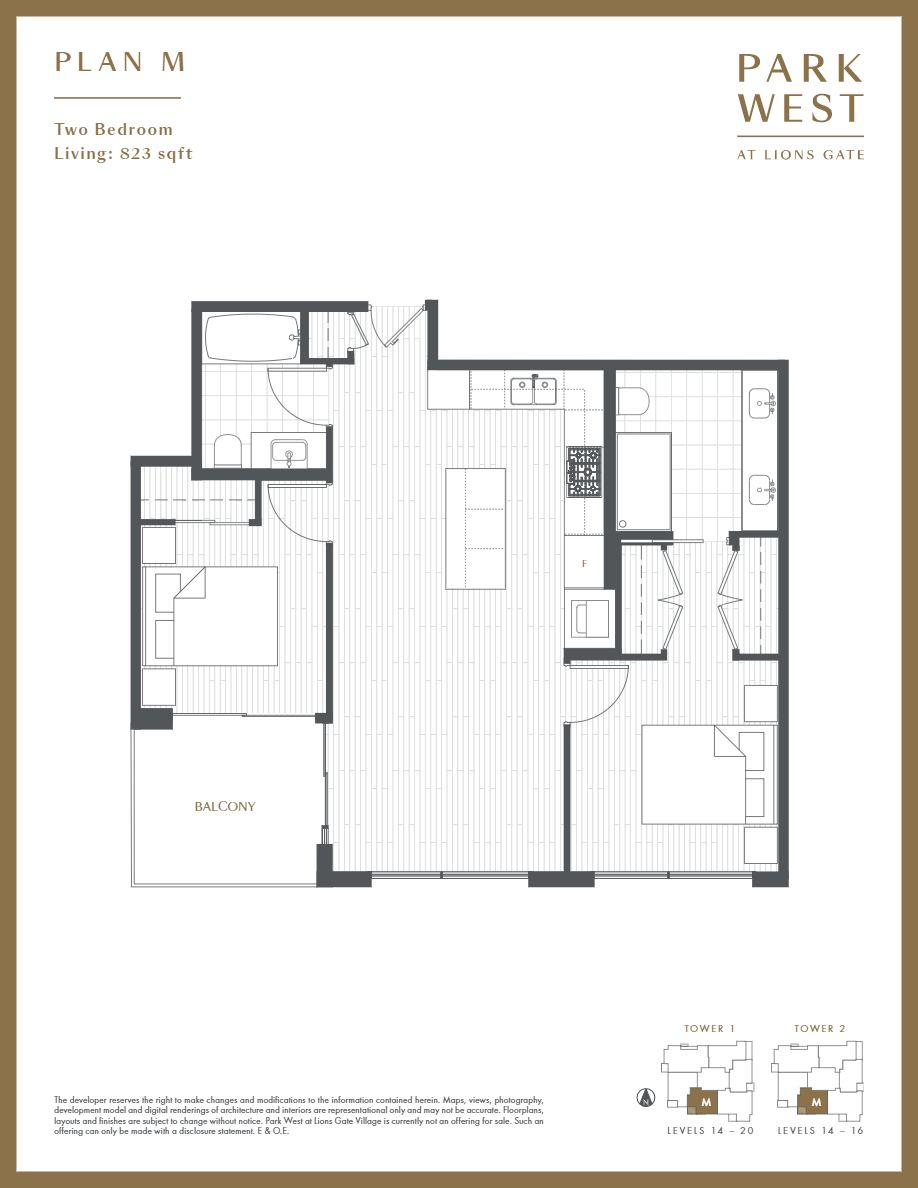 PLAN M
Two Bedroom
Living: 823 sqft
PARK
WEST
AT LIONS GATE
F
BALCONY
TOWER 1
TOWER 2
M
M
N
LEVELS 14 – 20
LEVELS 14 – 16
The developer reserves the right to make changes and modifications to the information contained herein. Maps, views, photography,
development model and digital renderings of architecture and interiors are representational only and may not be accurate. Floorplans,
layouts and finishes are subject to change without notice. Park West at Lions Gate Village is currently not an offering for sale. Such an
offering can only be made with a disclosure statement. E & O.E.